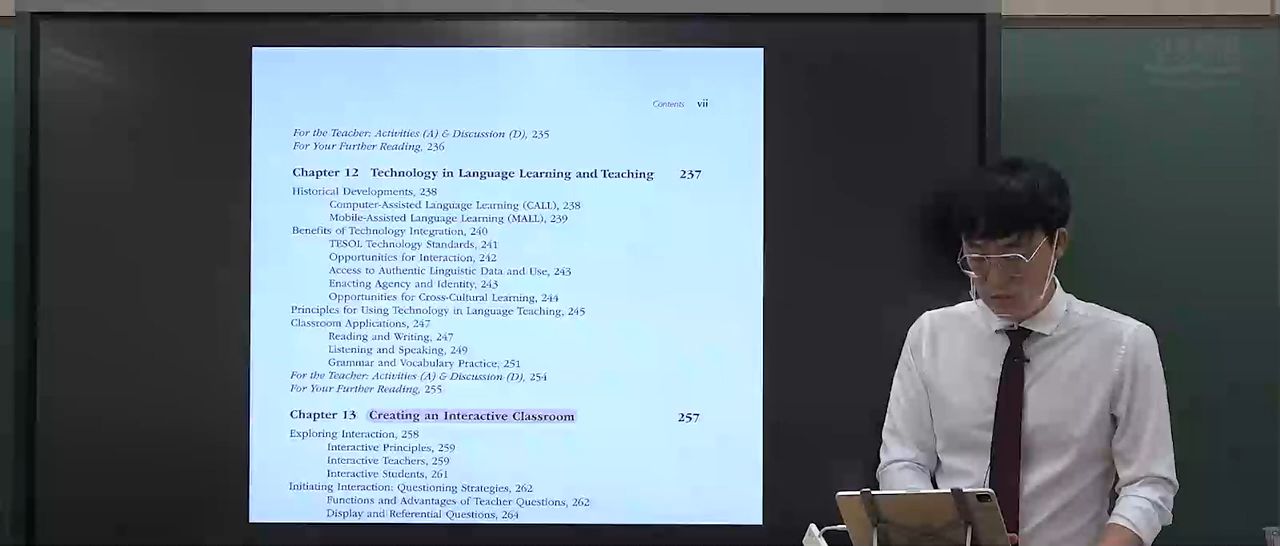 Contents vii
For the Teacher: Activities (A) & Discussion (D), 235
For Your Further Reading, 236
Chapter 12 Technology in Language Learning and Teaching 237
Historical Developments, 238
Computer-Assisted Language Learning (CALL), 238
Mobile-Assisted Language Learning (MALL), 239
Benefits of Technology Integration, 240
TESOL Technology Standards, 241
Opportunities for Interaction, 242
Access to Authentic Linguistic Data and Use, 243
Enacting Agency and Identity, 243
Opportunities for Cross-Cultural Learning, 244
Principles for Using Technology in Language Teaching, 245
Classroom Applications, 247
Reading and Writing, 247
Listening and Speaking, 249
Grammar and Vocabulary Practice, 251
For the Teacher: Activities (A) & Discussion (D), 254
For Your Further Reading, 255
Chapter 13 Creating an Interactive Classroom 257
Exploring Interaction, 258
Interactive Principles, 259
Interactive Teachers, 259
Interactive Students, 261
Initiating Interaction: Questioning Strategies, 262
Functions and Advantages of Teacher Questions, 262
Display and Referential Questions, 264